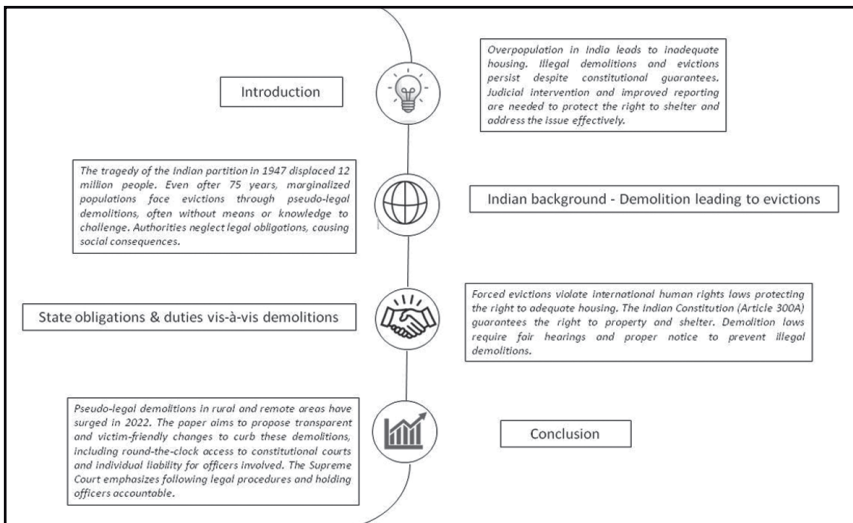 Introduction
Overpopulation in India leads to inadequate
housing. Illegal demolitions and evictions
persist despite constitutional guarantees.
Judicial intervention and improved reporting
are needed to protect the right to shelter and
address the issue effectively.
The tragedy of the Indian partition in 1947 displaced 12
million people. Even after 75 years, marginalized
populations face evictions through pseudo-legal
demolitions, often without means or knowledge to
challenge. Authorities neglect legal obligations, causing
social consequences.
Indian background - Demolition leading to evictions
State obligations & duties vis-à-vis demolitions
Forced evictions violate international human rights laws protecting
the right to adequate housing. The Indian Constitution (Article 300A)
guarantees the right to property and shelter. Demolition laws
require fair hearings and proper notice to prevent illegal
demolitions.
Pseudo-legal demolitions in rural and remote areas have
surged in 2022. The paper aims to propose transparent
and victim-friendly changes to curb these demolitions,
including round-the-clock access to constitutional courts
and individual liability for officers involved. The Supreme
Court emphasizes following legal procedures and holding
officers accountable.
Conclusion